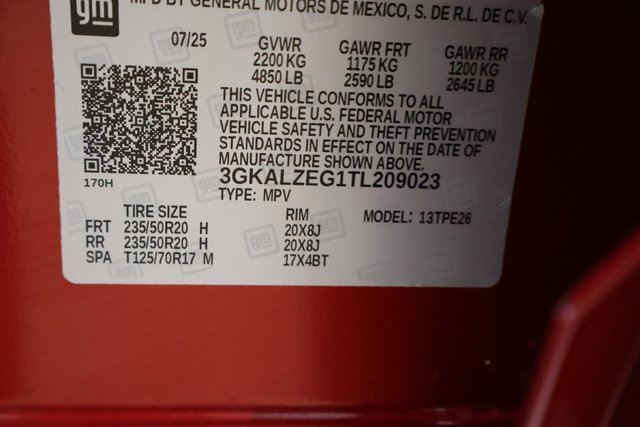 gm
MFD BY GENERAL MOTORS DE MEXICO, S. DE R.L. DE C.V.
07/25 GVWR GAWR FRT GAWR RR
2200 KG 1175 KG 1200 KG
4850 LB 2590 LB 2645 LB
THIS VEHICLE CONFORMS TO ALL
APPLICABLE U.S. FEDERAL MOTOR
VEHICLE SAFETY AND THEFT PREVENTION
STANDARDS IN EFFECT ON THE DATE OF
MANUFACTURE SHOWN ABOVE.
170H 3GKALZEG1TL209023
TYPE: MPV
TIRE SIZE RIM MODEL: 13TPE26
FRT 235/50R20 H 20X8J
RR 235/50R20 H 20X8J
SPA T125/70R17 M 17X4BT